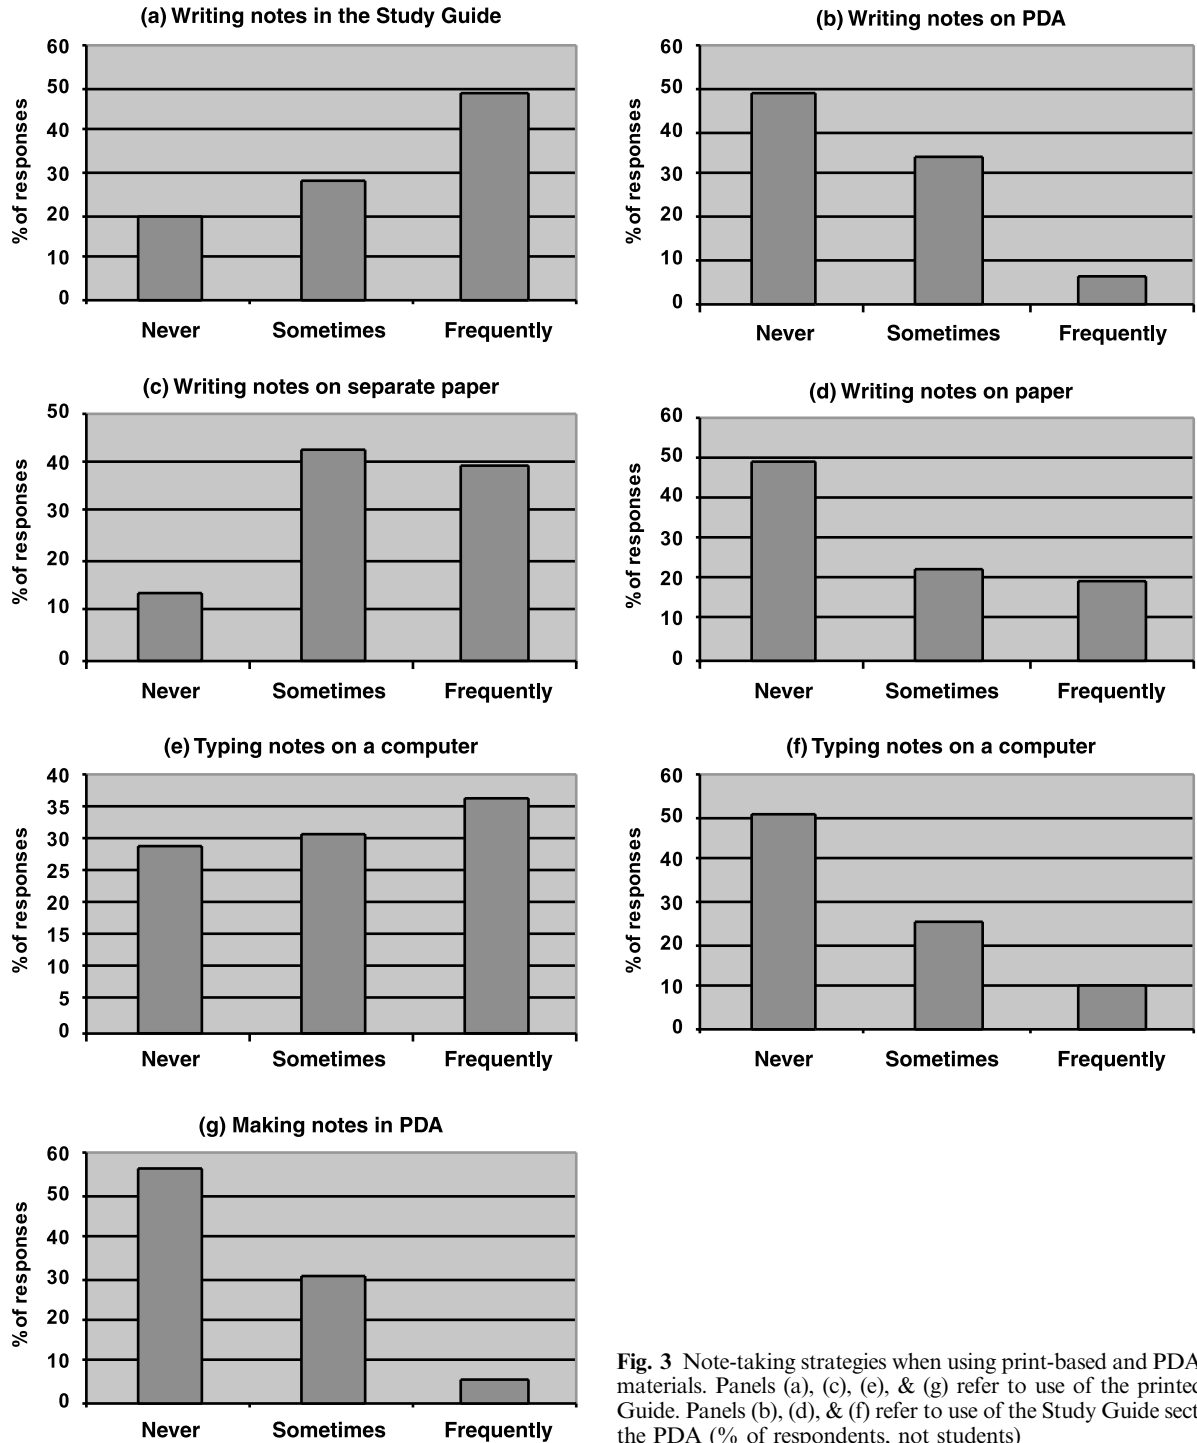 (a) Writing notes in the Study Guide
60
50
40
30
20
10
0
% of responses
Never Sometimes Frequently
(b) Writing notes on PDA
60
50
40
30
20
10
0
% of responses
Never Sometimes Frequently
(c) Writing notes on separate paper
50
40
30
20
10
0
% of responses
Never Sometimes Frequently
(d) Writing notes on paper
60
50
40
30
20
10
0
% of responses
Never Sometimes Frequently
(e) Typing notes on a computer
40
35
30
25
20
15
10
5
0
% of responses
Never Sometimes Frequently
(f) Typing notes on a computer
60
50
40
30
20
10
0
% of responses
Never Sometimes Frequently
(g) Making notes in PDA
60
50
40
30
20
10
0
% of responses
Never Sometimes Frequently
Fig. 3 Note-taking strategies when using print-based and PDA
materials. Panels (a), (c), (e), & (g) refer to use of the printed
Guide. Panels (b), (d), & (f) refer to use of the Study Guide sect
the PDA (% of respondents, not students)